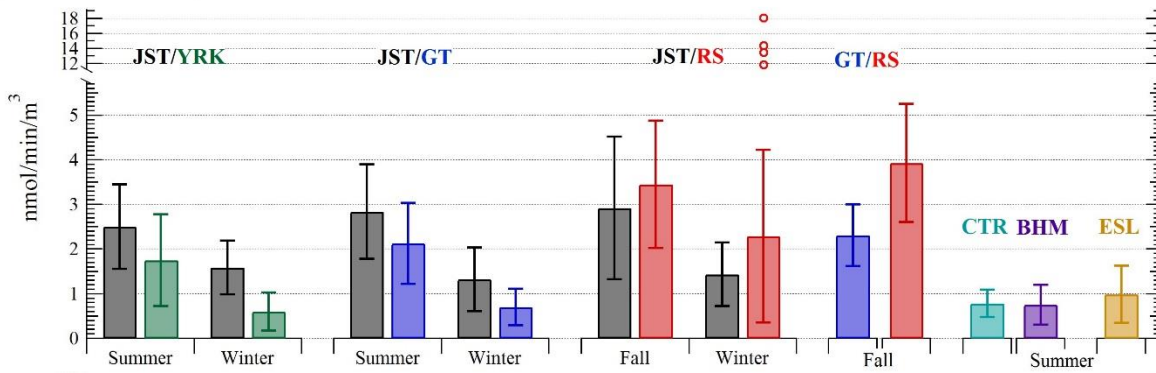 18
16
14
12
5
4
3
2
1
0
nmol/min/m³
JST/YRK
JST/GT
JST/RS
GT/RS
CTR BHM ESL
Summer Winter Summer Winter Fall Winter Fall Summer